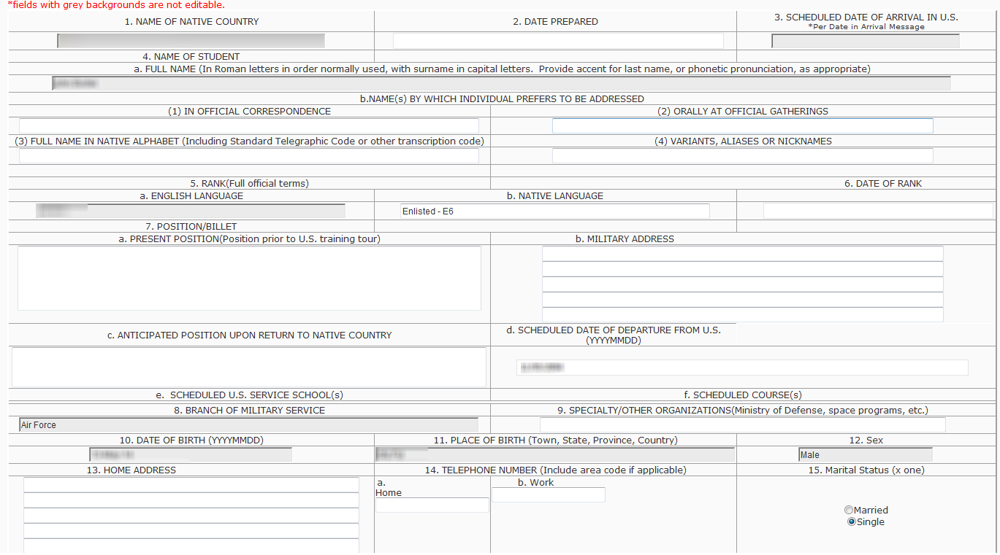 *fields with grey backgrounds are not editable.
1. NAME OF NATIVE COUNTRY
2. DATE PREPARED
3. SCHEDULED DATE OF ARRIVAL IN U.S.
*Per Date in Arrival Message
4. NAME OF STUDENT
a. FULL NAME (In Roman letters in order normally used, with surname in capital letters.  Provide accent for last name, or phonetic pronunciation, as appropriate)
b.NAME(s) BY WHICH INDIVIDUAL PREFERS TO BE ADDRESSED
(1) IN OFFICIAL CORRESPONDENCE
(2) ORALLY AT OFFICIAL GATHERINGS
(3) FULL NAME IN NATIVE ALPHABET (Including Standard Telegraphic Code or other transcription code)
(4) VARIANTS, ALIASES OR NICKNAMES
5. RANK(Full official terms)
6. DATE OF RANK
a. ENGLISH LANGUAGE
b. NATIVE LANGUAGE
Enlisted - E6
7. POSITION/BILLET
a. PRESENT POSITION(Position prior to U.S. training tour)
b. MILITARY ADDRESS
c. ANTICIPATED POSITION UPON RETURN TO NATIVE COUNTRY
d. SCHEDULED DATE OF DEPARTURE FROM U.S.
(YYYYMMDD)
e.  SCHEDULED U.S. SERVICE SCHOOL(s)
f. SCHEDULED COURSE(s)
8. BRANCH OF MILITARY SERVICE
9. SPECIALTY/OTHER ORGANIZATIONS(Ministry of Defense, space programs, etc.)
Air Force
10. DATE OF BIRTH (YYYYMMDD)
11. PLACE OF BIRTH (Town, State, Province, Country)
12. Sex
Male
13. HOME ADDRESS
14. TELEPHONE NUMBER (Include area code if applicable)
15. Marital Status (x one)
a.
Home
b. Work
Married
Single